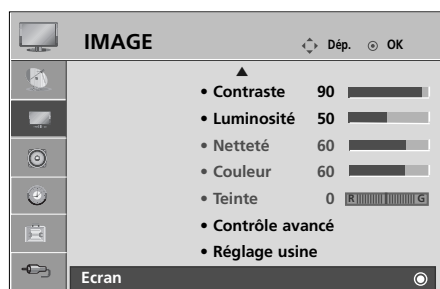 IMAGE Dép. OK
• Contraste 90
• Luminosité 50
• Netteté 60
• Couleur 60
• Teinte 0 R G
• Contrôle avancé
• Réglage usine
Ecran